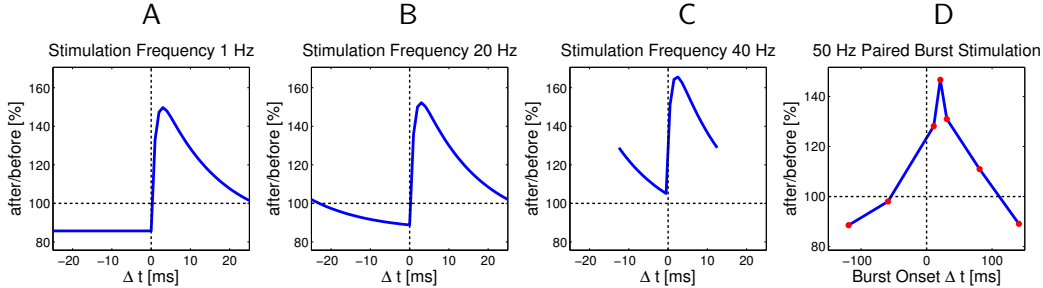 A
Stimulation Frequency 1 Hz
after/before [%]
160
140
120
100
80
−20
−10
0
10
20
Δ t [ms]
B
Stimulation Frequency 20 Hz
after/before [%]
160
140
120
100
80
−20
−10
0
10
20
Δ t [ms]
C
Stimulation Frequency 40 Hz
after/before [%]
160
140
120
100
80
−20
−10
0
10
20
Δ t [ms]
D
50 Hz Paired Burst Stimulation
after/before [%]
140
120
100
80
−100
0
100
Burst Onset Δ t [ms]